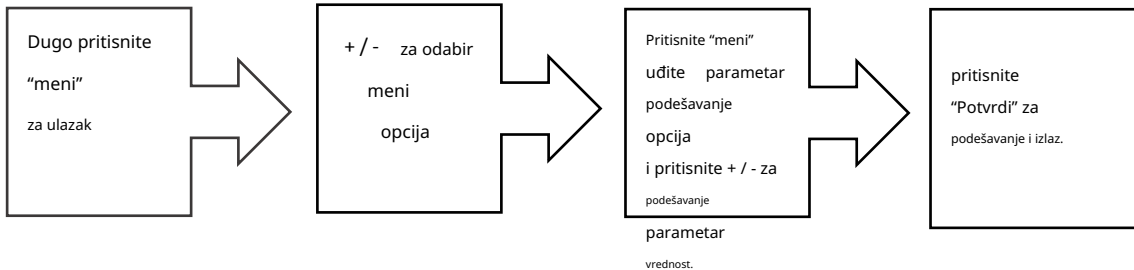 Dugo pritisnite
“meni”
za ulazak
+ / - za odabir
meni
opcija
Pritisnite “meni”
uđite parametar
podešavanje
opcija
i pritisnite + / - za
podešavanje
parametar
vrednost.
pritisnite
“Potvrdi” za
podešavanje i izlaz.